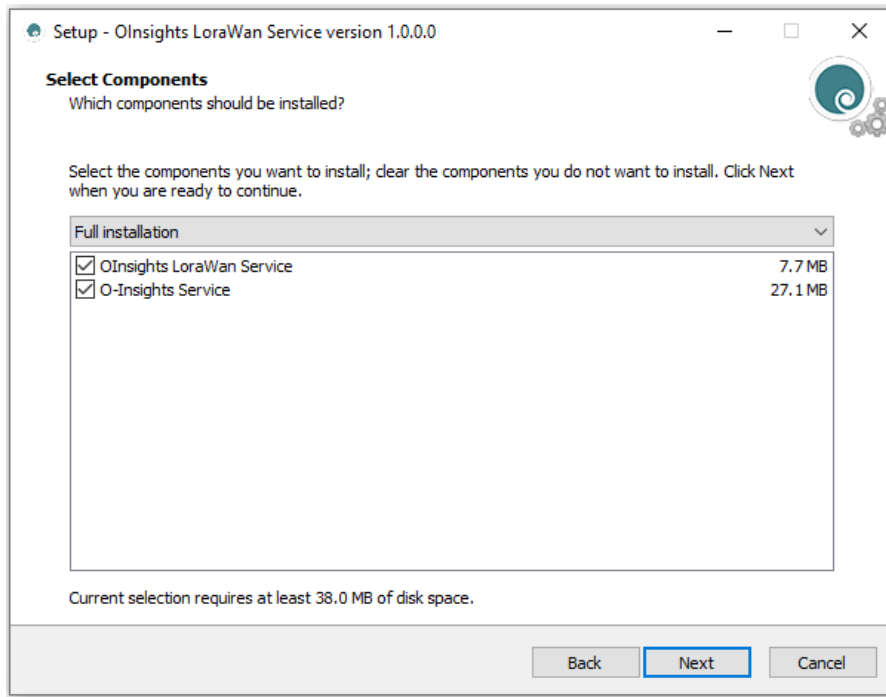 Setup - OInsights LoraWan Service version 1.0.0.0
Select Components
Which components should be installed?
Select the components you want to install; clear the components you do not want to install. Click Next
when you are ready to continue.
Full installation
OInsights LoraWan Service 7.7 MB
O-Insights Service 27.1 MB
Current selection requires at least 38.0 MB of disk space.
Back Next Cancel